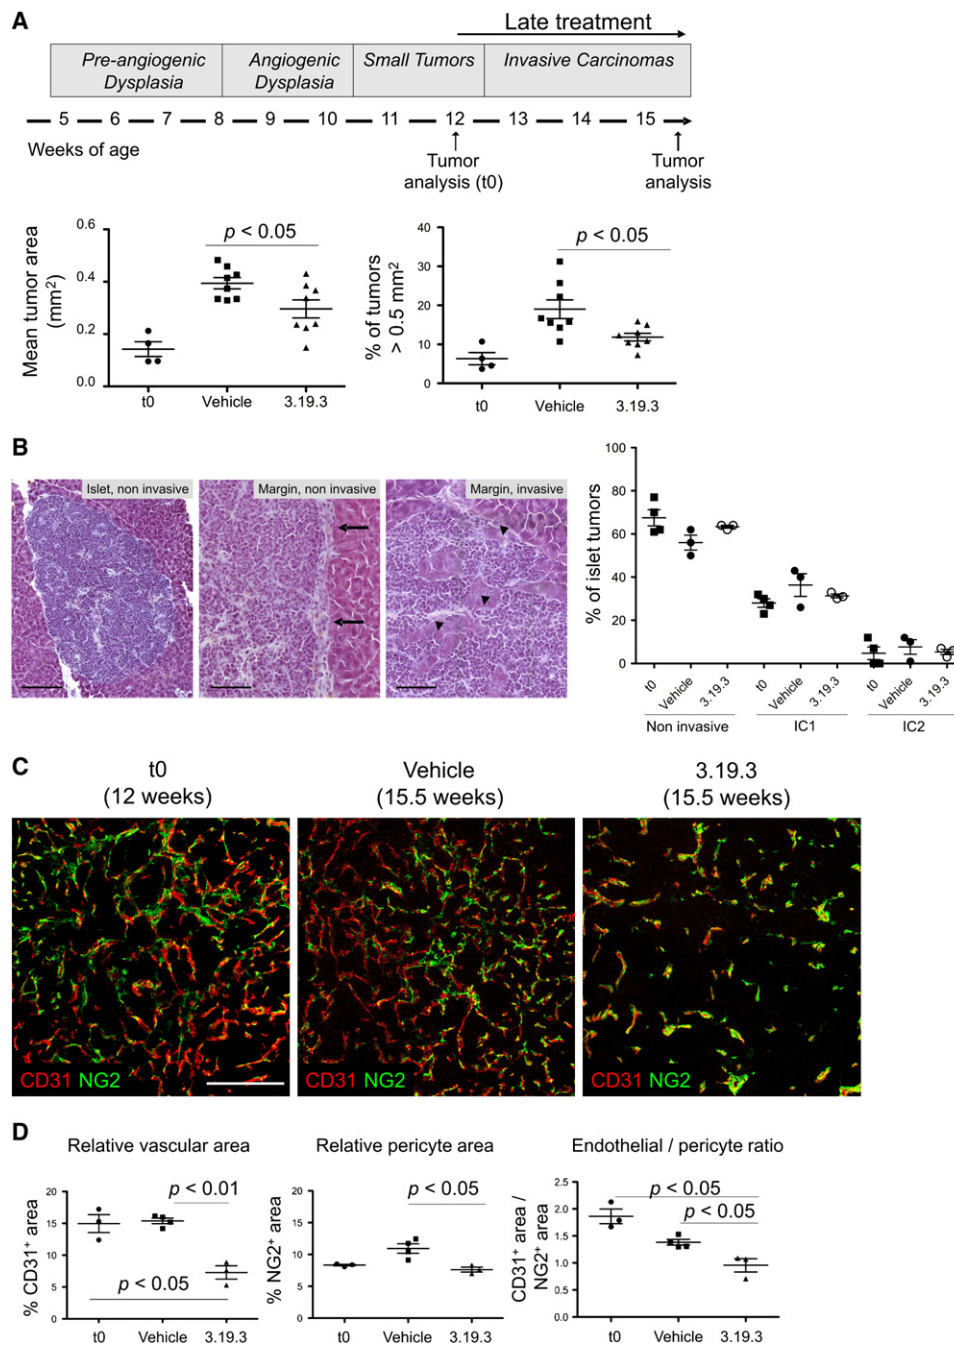 A
Late treatment
Pre-angiogenic
Dysplasia
Angiogenic
Dysplasia
Small Tumors
Invasive Carcinomas
5 6 7 8 9 10 11 12 13 14 15
Weeks of age
Tumor
analysis (t0)
Tumor
analysis
Mean tumor area
(mm²)
0.6
0.4
0.2
0.0
p < 0.05
t0 Vehicle 3.19.3
% of tumors
> 0.5 mm²
40
30
20
10
0
p < 0.05
t0 Vehicle 3.19.3
B
Islet, non invasive
Margin, non invasive
Margin, invasive
% of islet tumors
100
80
60
40
20
0
t0 Vehicle 3.19.3 t0 Vehicle 3.19.3 t0 Vehicle 3.19.3
Non invasive IC1 IC2
C
t0
(12 weeks)
Vehicle
(15.5 weeks)
3.19.3
(15.5 weeks)
CD31 NG2
CD31 NG2
CD31 NG2
D
Relative vascular area
% CD31⁺ area
20
15
10
5
0
p < 0.01
p < 0.05
t0 Vehicle 3.19.3
Relative pericyte area
% NG2⁺ area
20
15
10
5
0
p < 0.05
t0 Vehicle 3.19.3
Endothelial / pericyte ratio
CD31⁺ area /
NG2⁺ area
2.5
2.0
1.5
1.0
0.5
0.0
p < 0.05
p < 0.05
t0 Vehicle 3.19.3